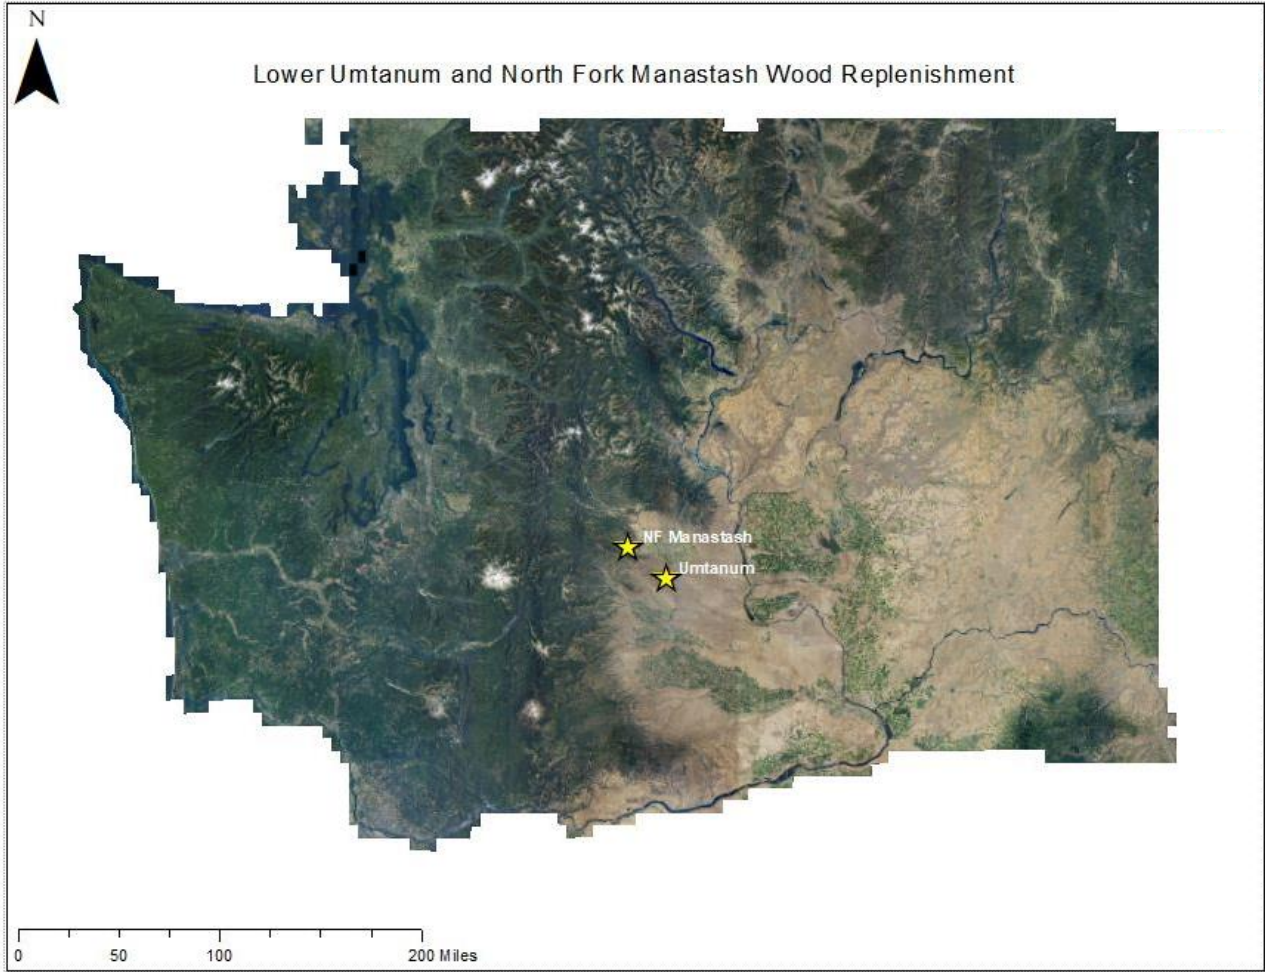 N
Lower Umtanum and North Fork Manastash Wood Replenishment
NF Manastash
Umtanum
0 50 100 200 Miles